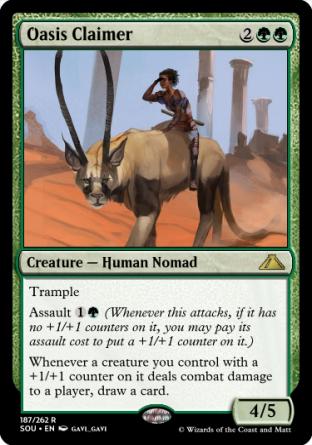 Oasis Claimer 2
Creature — Human Nomad
Trample
Assault 1 (Whenever this attacks, if it has
no +1/+1 counters on it, you may pay its
assault cost to put a +1/+1 counter on it.)
Whenever a creature you control with a
+1/+1 counter on it deals combat damage
to a player, draw a card.
4/5
187/262 R
SOU • EN GAVI_GAVI ™ & © Wizards of the Coast and Matt